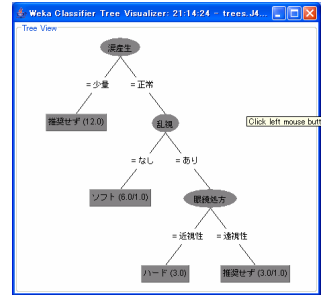 Weka Classifier Tree Visualizer: 21:14:24 - trees.J4...
Tree View
涙産生
= 少量 = 正常
推奨せず (12.0) 乱視
Click left mouse butt
= なし = あり
ソフト (6.0/1.0) 眼鏡処方
= 近視性 = 遠視性
ハード (3.0) 推奨せず (3.0/1.0)